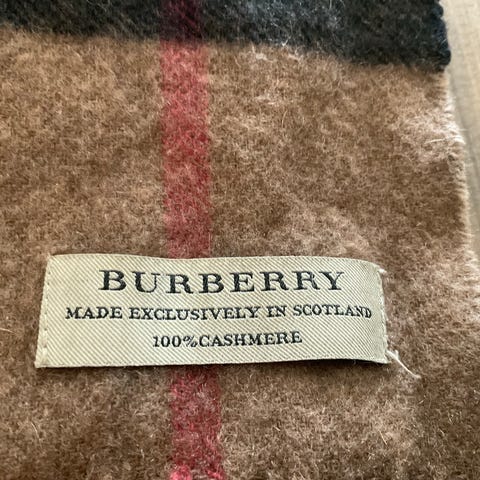 BURBERRY
MADE EXCLUSIVELY IN SCOTLAND
100%CASHMERE